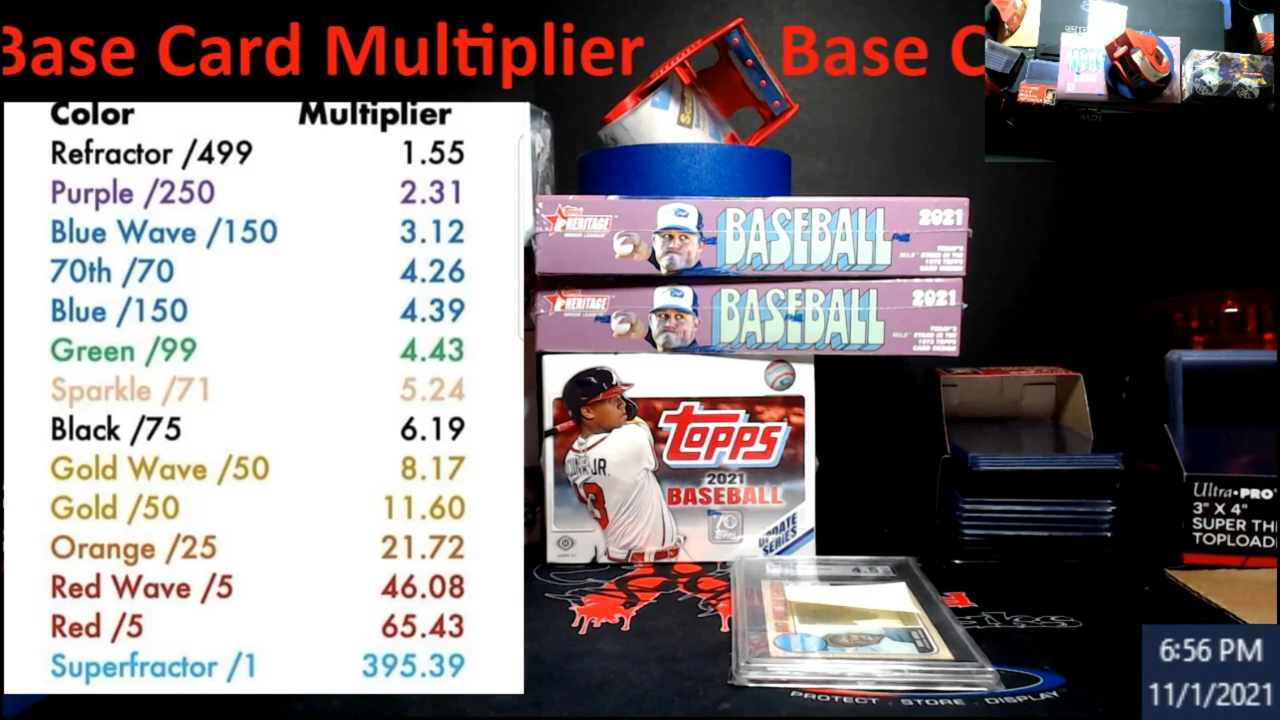 Base Card Multiplier Base C
Color Multiplier
Refractor /499 1.55
Purple /250 2.31
Blue Wave /150 3.12
70th /70 4.26
Blue /150 4.39
Green /99 4.43
Sparkle /71 5.24
Black /75 6.19
Gold Wave /50 8.17
Gold /50 11.60
Orange /25 21.72
Red Wave /5 46.08
Red /5 65.43
Superfractor /1 395.39
HERITAGE
BASEBALL
2021
HERITAGE
BASEBALL
2021
TOPPS
2021
BASEBALL
70
UPDATE
SERIES
4.5
Ultra•PRO
3" X 4"
SUPER TH
TOPLOAD
PROTECT · STORE · DISPLAY
6:56 PM
11/1/2021